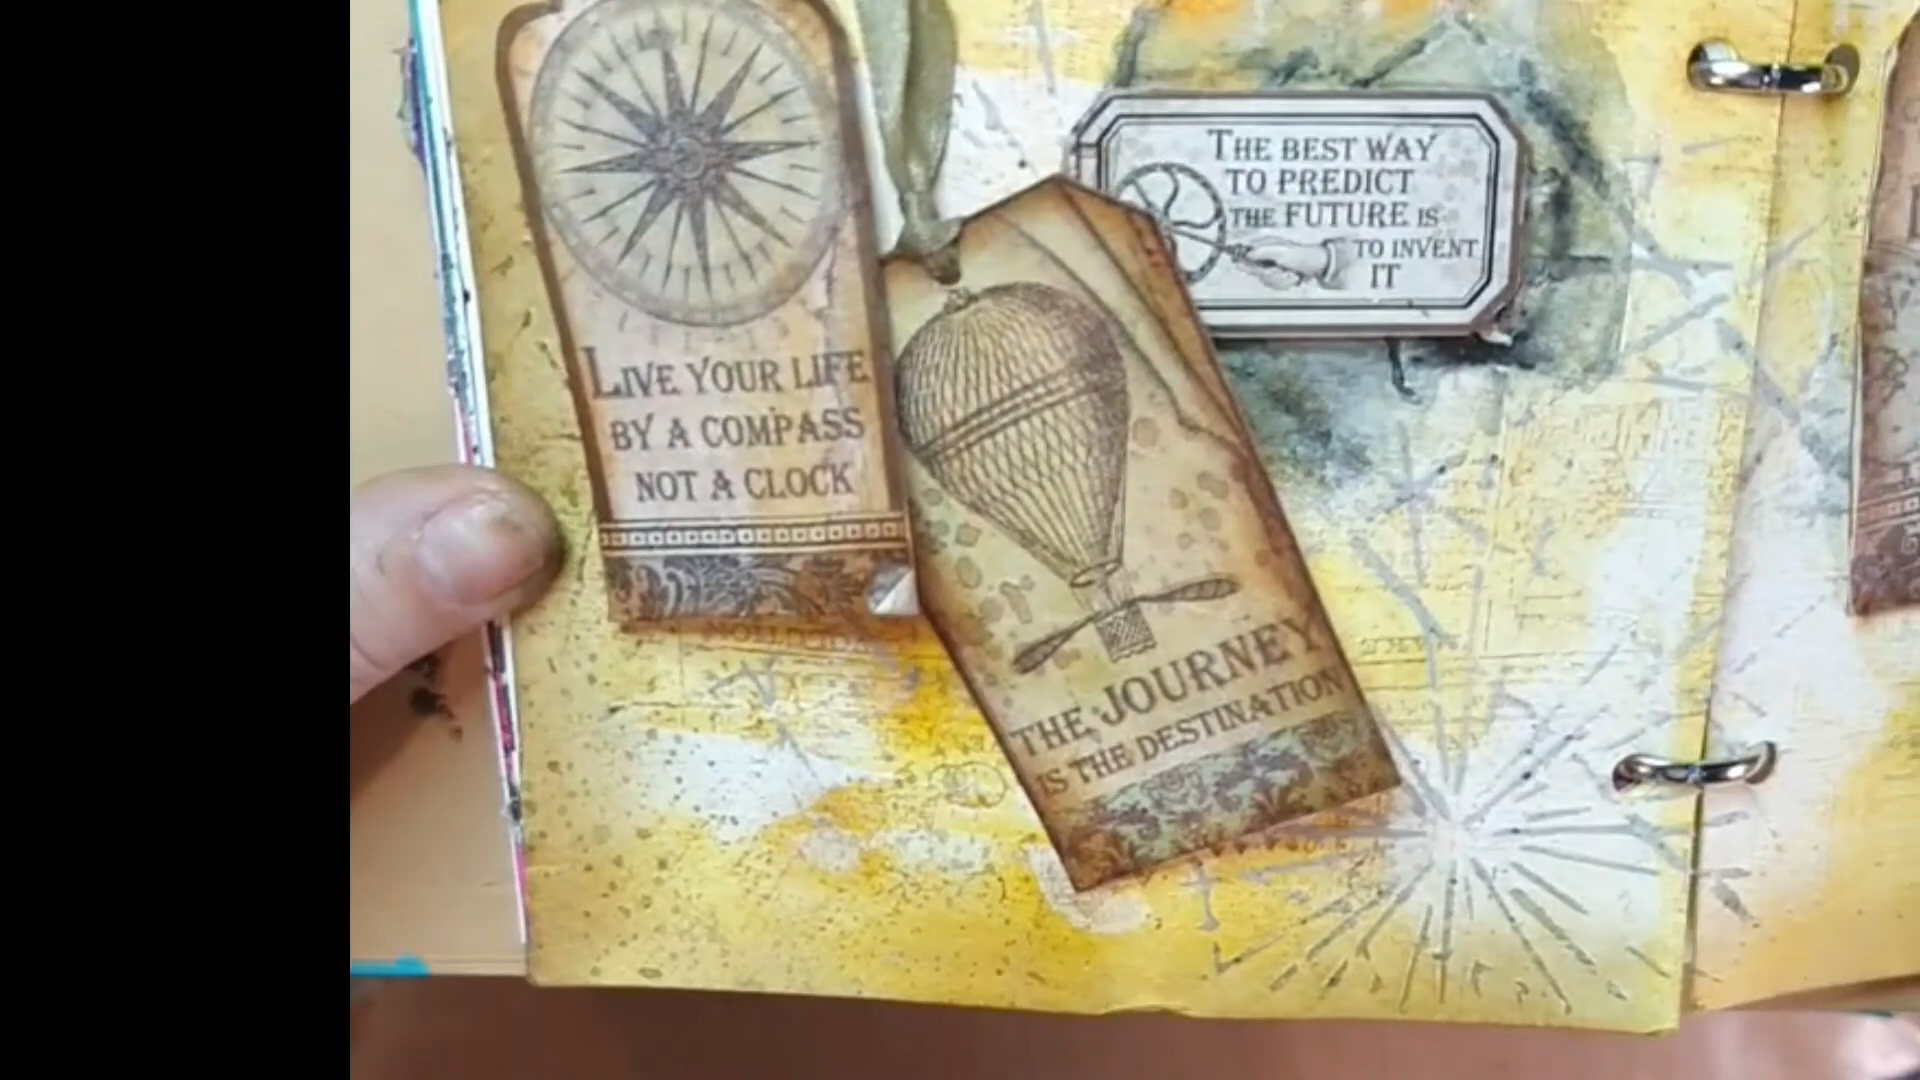 LIVE YOUR LIFE
BY A COMPASS
NOT A CLOCK
THE BEST WAY
TO PREDICT
THE FUTURE IS
TO INVENT
IT
THE JOURNEY
IS THE DESTINATION